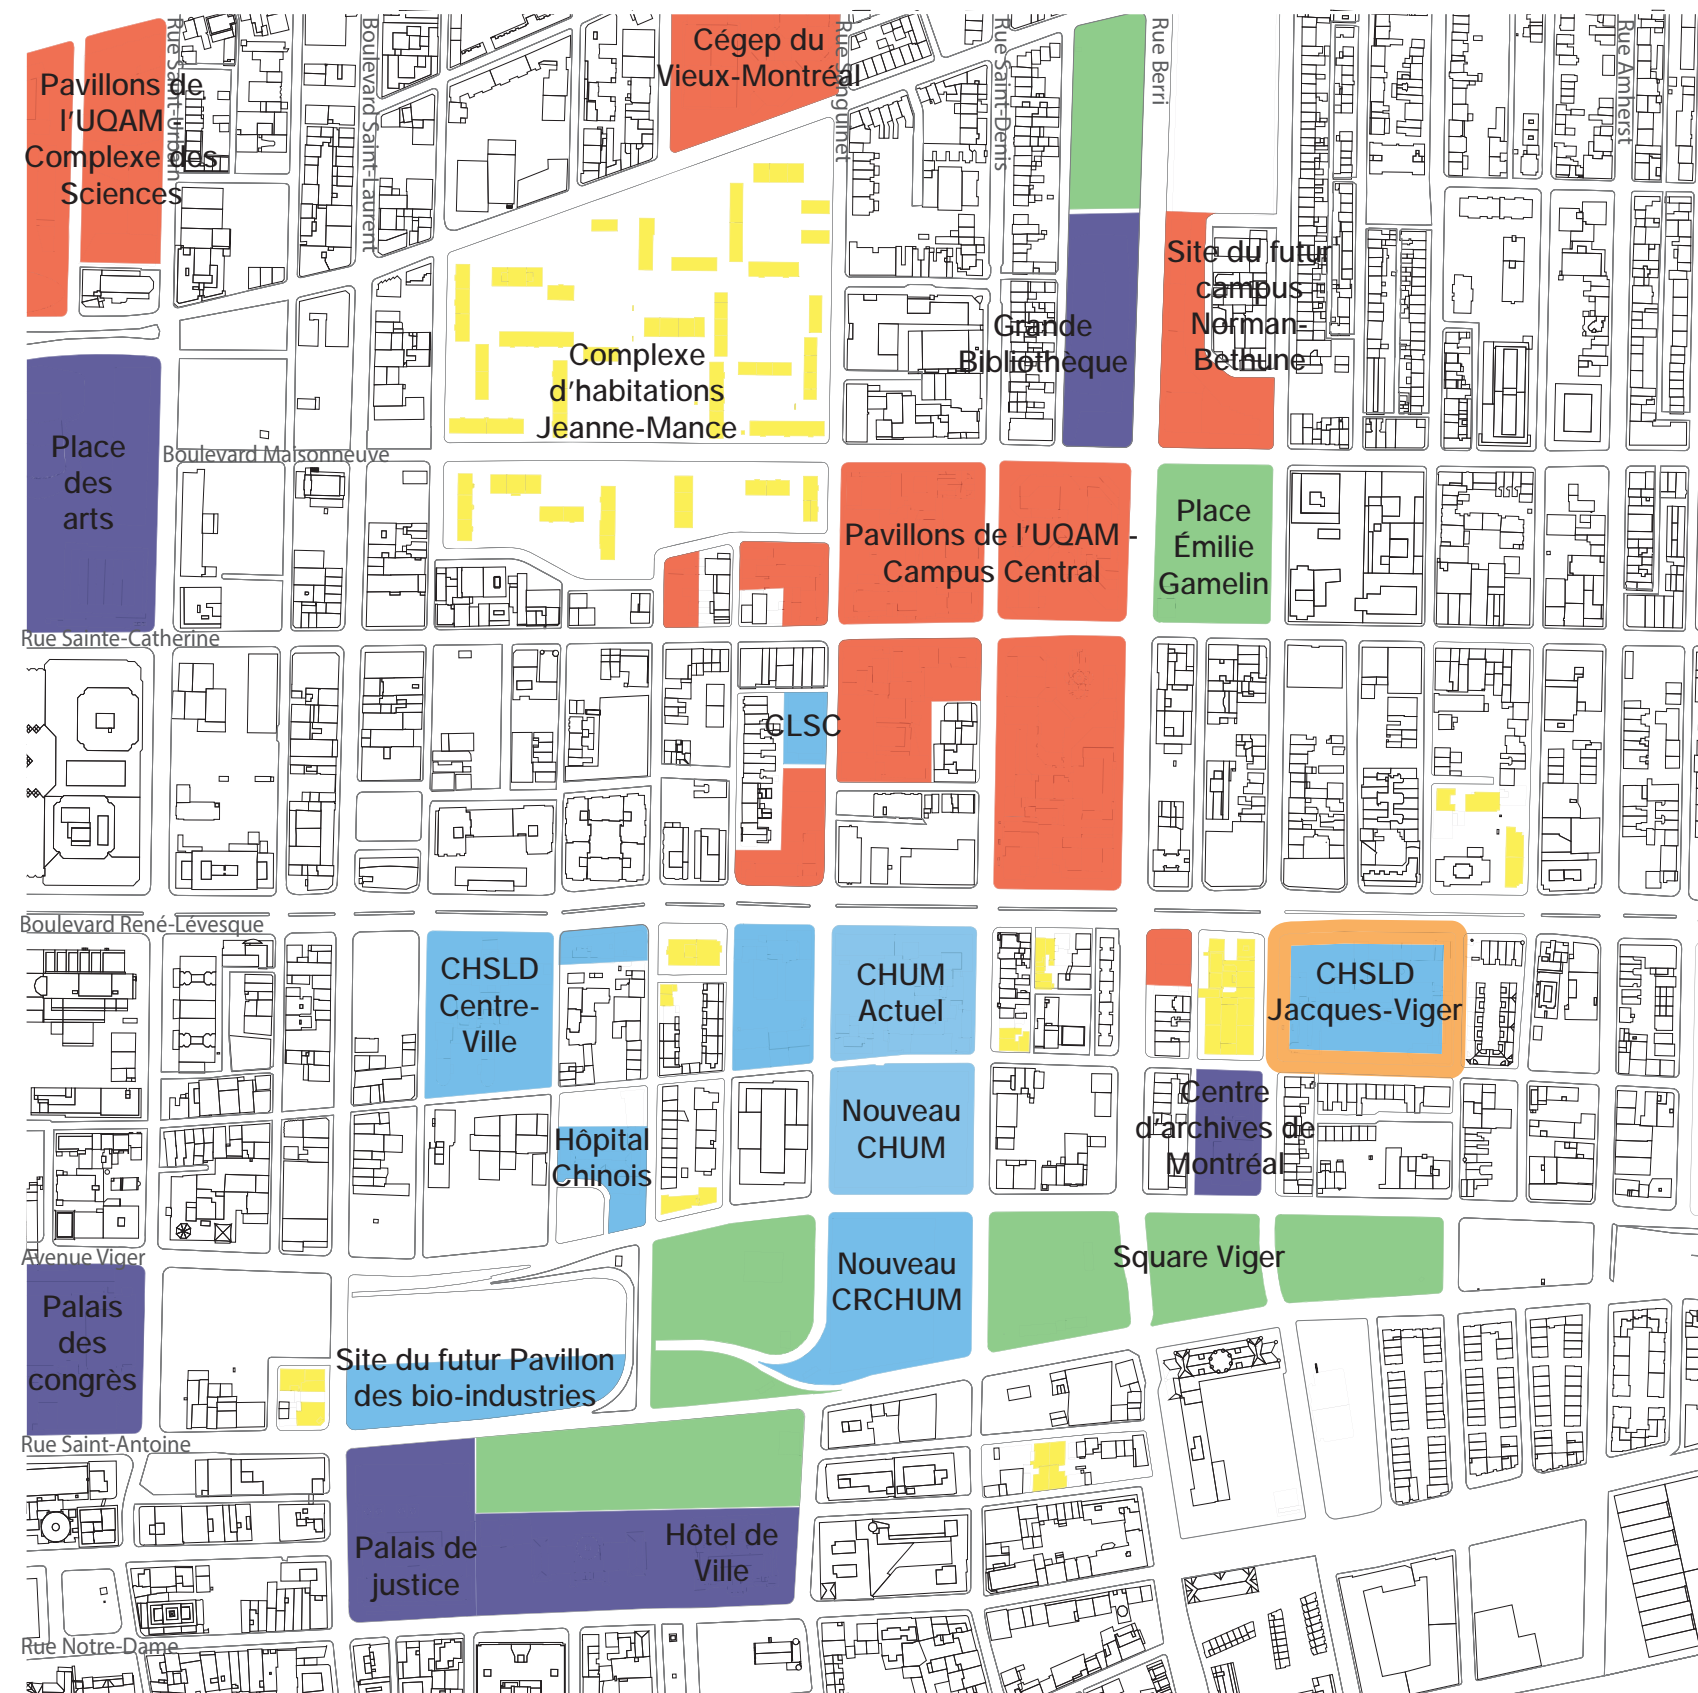 Rue Saint-Urbain
Boulevard Saint-Laurent
Rue Sanguinet
Rue Saint-Denis
Rue Berri
Rue Amherst
Cégep du
Vieux-Montréal
Pavillons de
l'UQAM
Complexe des
Sciences
Site du futur
campus
Norman-
Bethune
Grande
Bibliothèque
Complexe
d'habitations
Jeanne-Mance
Place
des
arts
Boulevard Maisonneuve
Pavillons de l'UQAM -
Campus Central
Place
Émilie
Gamelin
Rue Sainte-Catherine
CLSC
Boulevard René-Lévesque
CHSLD
Centre-
Ville
CHUM
Actuel
CHSLD
Jacques-Viger
Nouveau
CHUM
Centre
d'archives de
Montréal
Hôpital
Chinois
Avenue Viger
Square Viger
Nouveau
CRCHUM
Palais
des
congrès
Site du futur Pavillon
des bio-industries
Rue Saint-Antoine
Palais de
justice
Hôtel de
Ville
Rue Notre-Dame